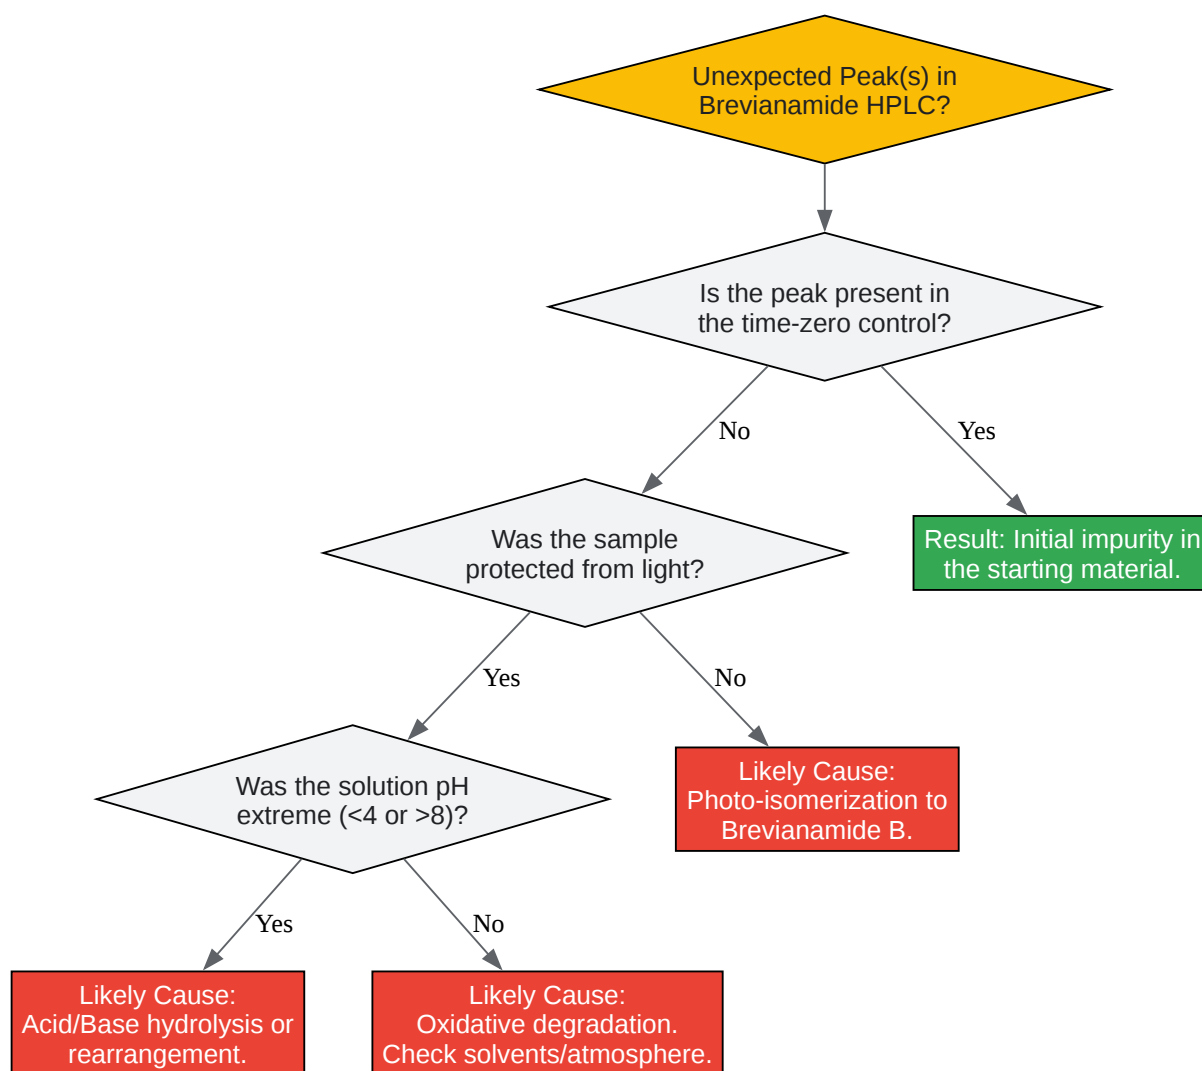 Unexpected Peak(s) in
Brevianamide HPLC?
Is the peak present in
the time-zero control?
No
Yes
Was the sample
protected from light?
Result: Initial impurity in
the starting material.
Yes
No
Was the solution pH
extreme (<4 or >8)?
Likely Cause:
Photo-isomerization to
Brevianamide B.
Yes
No
Likely Cause:
Acid/Base hydrolysis or
rearrangement.
Likely Cause:
Oxidative degradation.
Check solvents/atmosphere.